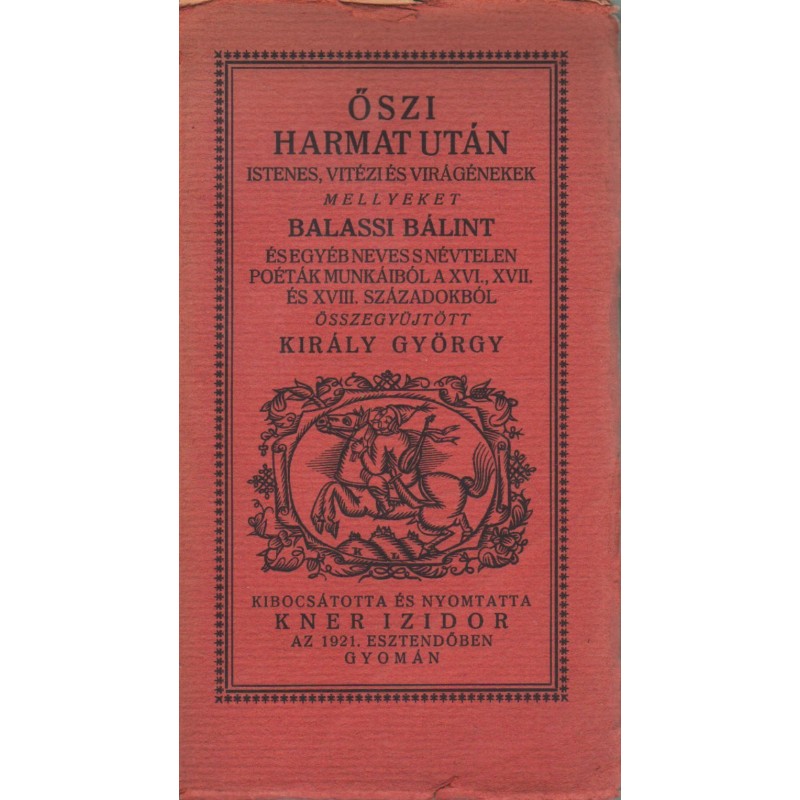 ŐSZI
HARMAT UTÁN
ISTENES, VITÉZI ÉS VIRÁGÉNEKEK
MELLYEKET
BALASSI BÁLINT
ÉS EGYÉB NEVES S NÉVTELEN
POÉTÁK MUNKÁIBÓL A XVI., XVII.
ÉS XVIII. SZÁZADOKBÓL
ÖSSZEGYŰJTÖTT
KIRÁLY GYÖRGY
K L
KIBOCSÁTOTTA ÉS NYOMTATTA
KNER IZIDOR
AZ 1921. ESZTENDŐBEN
GYOMÁN